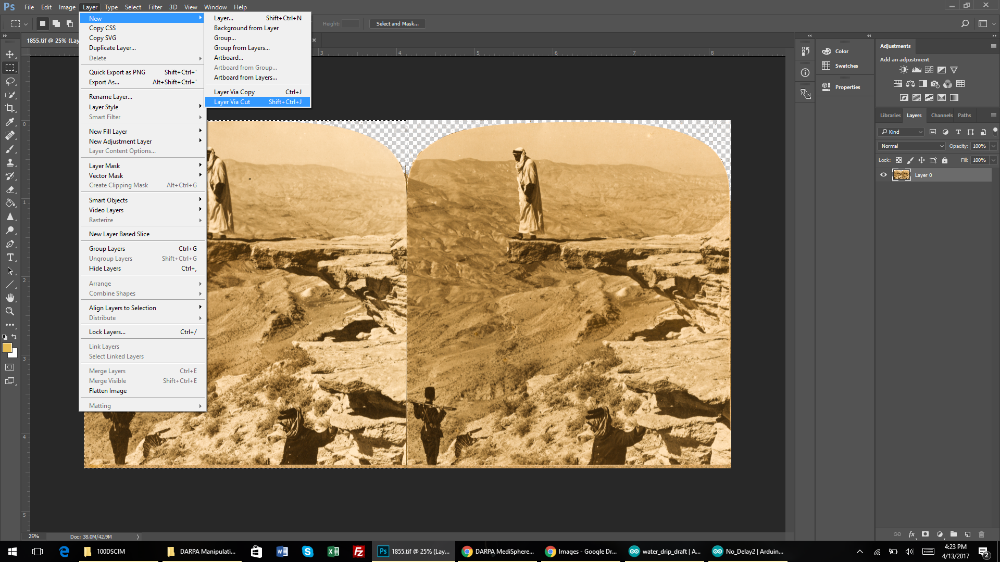 Ps File Edit Image Layer Type Select Filter 3D View Window Help
Height: Select and Mask...
1855.tif @ 25% (Lay
New
Copy CSS
Copy SVG
Duplicate Layer...
Delete
Quick Export as PNG Shift+Ctrl+'
Export As... Alt+Shift+Ctrl+'
Rename Layer...
Layer Style
Smart Filter
New Fill Layer
New Adjustment Layer
Layer Content Options...
Layer Mask
Vector Mask
Create Clipping Mask Alt+Ctrl+G
Smart Objects
Video Layers
Rasterize
New Layer Based Slice
Group Layers Ctrl+G
Ungroup Layers Shift+Ctrl+G
Hide Layers Ctrl+,
Arrange
Combine Shapes
Align Layers to Selection
Distribute
Lock Layers... Ctrl+/
Link Layers
Select Linked Layers
Merge Layers Ctrl+E
Merge Visible Shift+Ctrl+E
Flatten Image
Matting
Layer... Shift+Ctrl+N
Background from Layer
Group...
Group from Layers...
Artboard...
Artboard from Group...
Artboard from Layers...
Layer Via Copy Ctrl+J
Layer Via Cut Shift+Ctrl+J
3 4 5 6 7 8
0
1
2
3
4
5
Color
Swatches
Properties
Adjustments
Add an adjustment
Libraries Layers Channels Paths
Kind
Normal Opacity: 100%
Lock: Fill: 100%
Layer 0
25% Doc: 38.0M/42.9M
100DSCIM DARPA Manipulati... 1855.tif @ 25% (Lay... DARPA MediSphere... Images - Google Dr... water_drip_draft | A... No_Delay2 | Arduin...
4:23 PM
4/13/2017
2